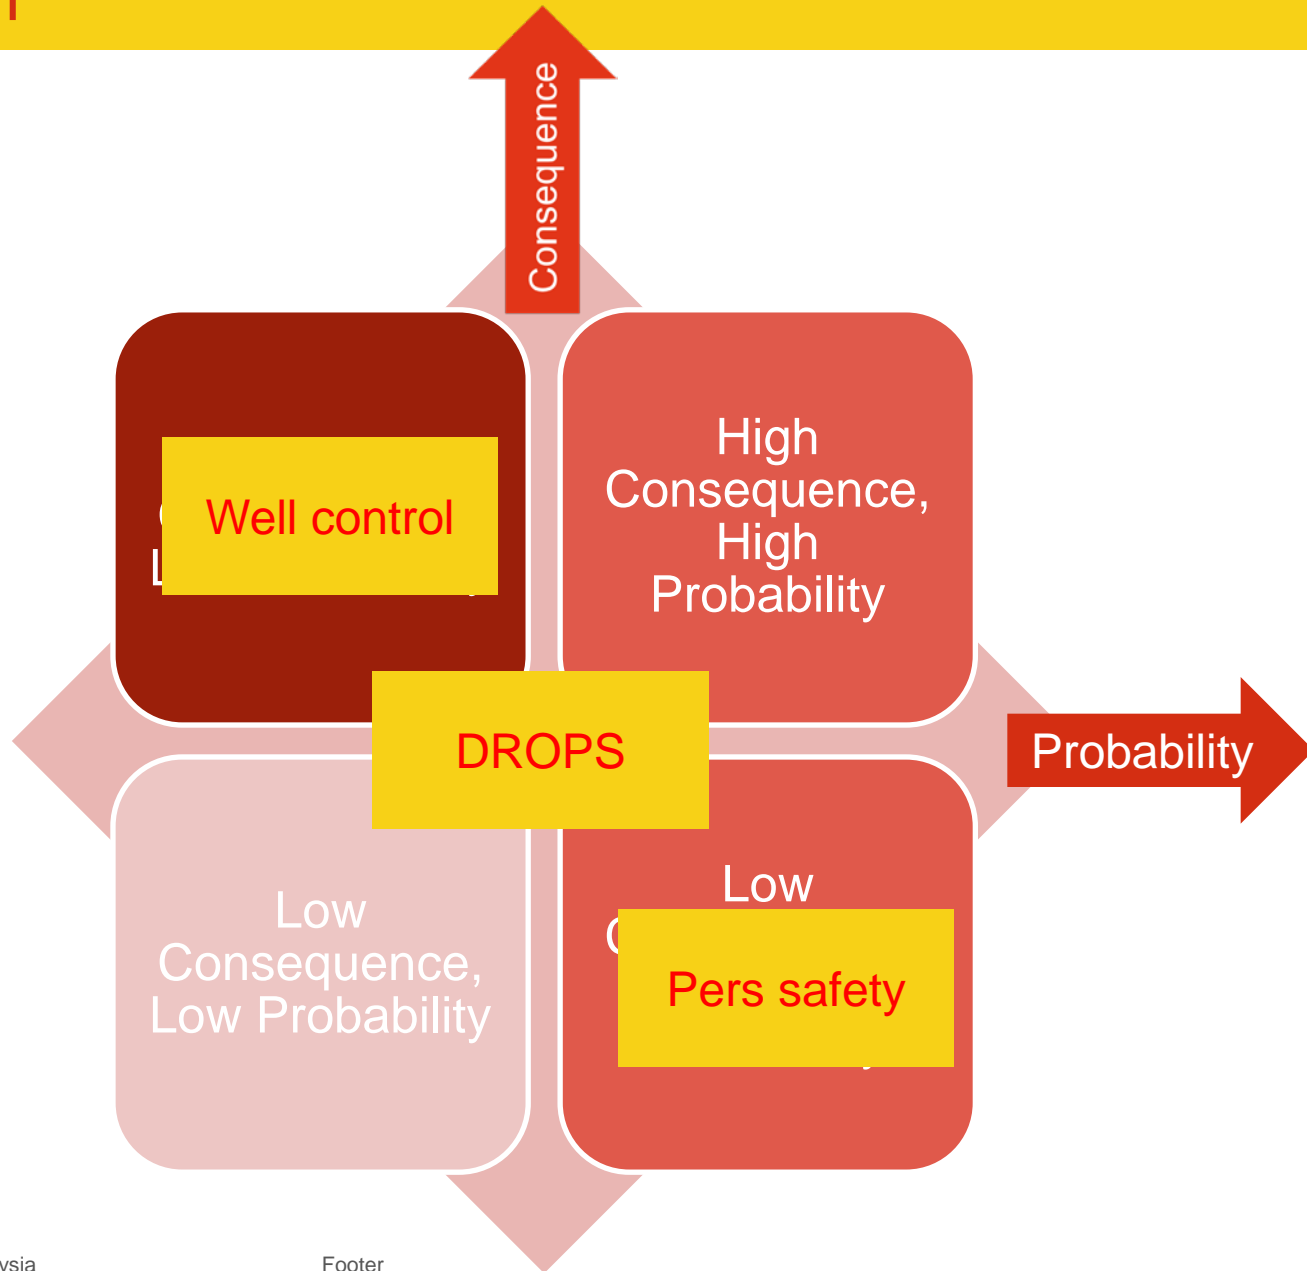 Consequence
Well control
High
Consequence,
High
Probability
DROPS
Probability
Low
Consequence,
Low Probability
Low
Pers safety
Footer